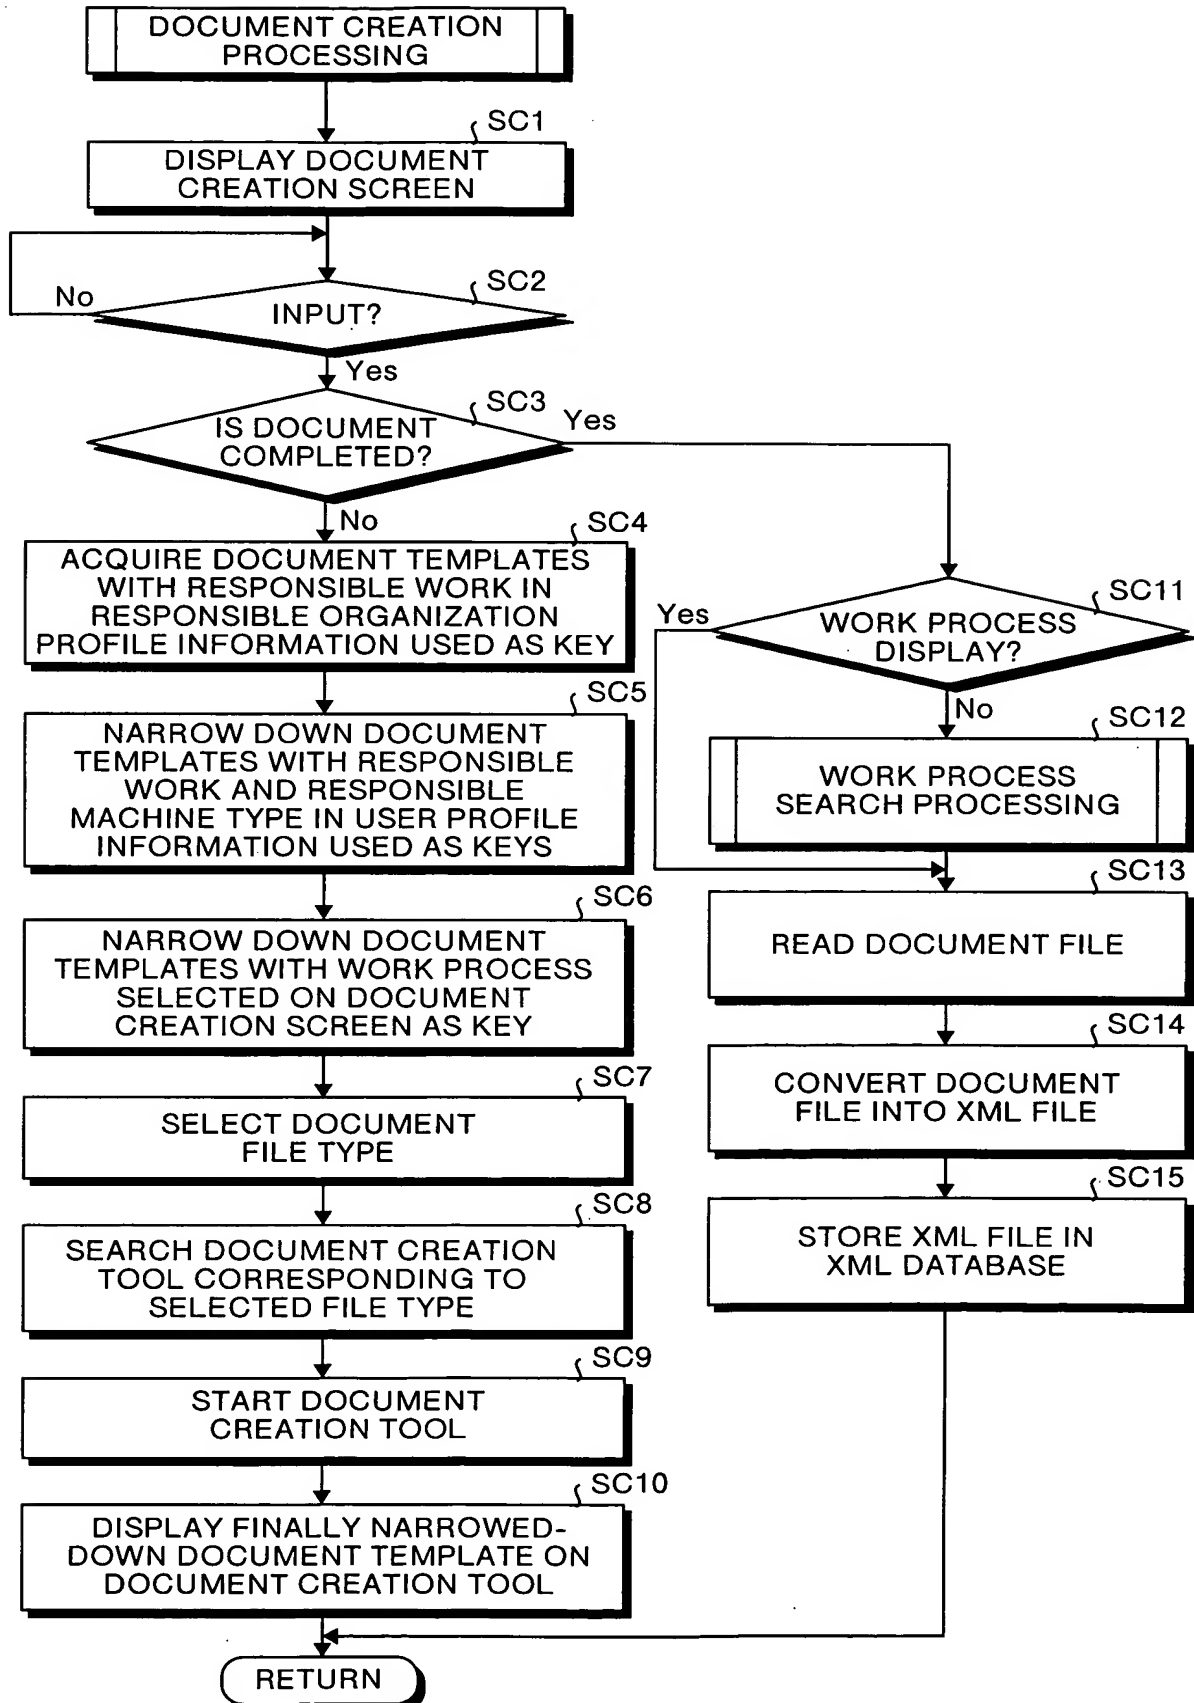 DOCUMENT CREATION
PROCESSING
SC1
DISPLAY DOCUMENT
CREATION SCREEN
SC2
No
INPUT?
Yes
SC3
Yes
IS DOCUMENT
COMPLETED?
No
SC4
ACQUIRE DOCUMENT TEMPLATES
WITH RESPONSIBLE WORK IN
RESPONSIBLE ORGANIZATION
PROFILE INFORMATION USED AS KEY
SC5
NARROW DOWN DOCUMENT
TEMPLATES WITH RESPONSIBLE
WORK AND RESPONSIBLE
MACHINE TYPE IN USER PROFILE
INFORMATION USED AS KEYS
SC6
NARROW DOWN DOCUMENT
TEMPLATES WITH WORK PROCESS
SELECTED ON DOCUMENT
CREATION SCREEN AS KEY
SC7
SELECT DOCUMENT
FILE TYPE
SC8
SEARCH DOCUMENT CREATION
TOOL CORRESPONDING TO
SELECTED FILE TYPE
SC9
START DOCUMENT
CREATION TOOL
SC10
DISPLAY FINALLY NARROWED-
DOWN DOCUMENT TEMPLATE ON
DOCUMENT CREATION TOOL
SC11
Yes
WORK PROCESS
DISPLAY?
No
SC12
WORK PROCESS
SEARCH PROCESSING
SC13
READ DOCUMENT FILE
SC14
CONVERT DOCUMENT
FILE INTO XML FILE
SC15
STORE XML FILE IN
XML DATABASE
RETURN